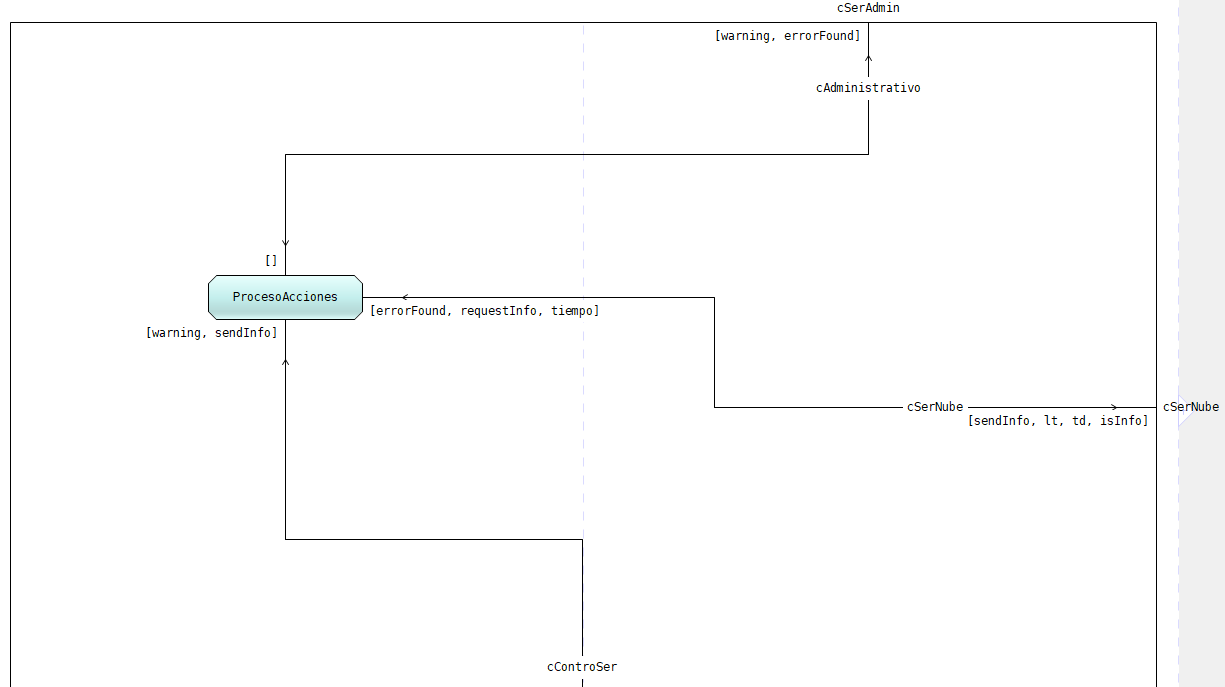 cSerAdmin
[warning, errorFound]
cAdministrativo
[]
ProcesoAcciones
[errorFound, requestInfo, tiempo]
[warning, sendInfo]
cSerNube
cSerNube
[sendInfo, lt, td, isInfo]
cControSer